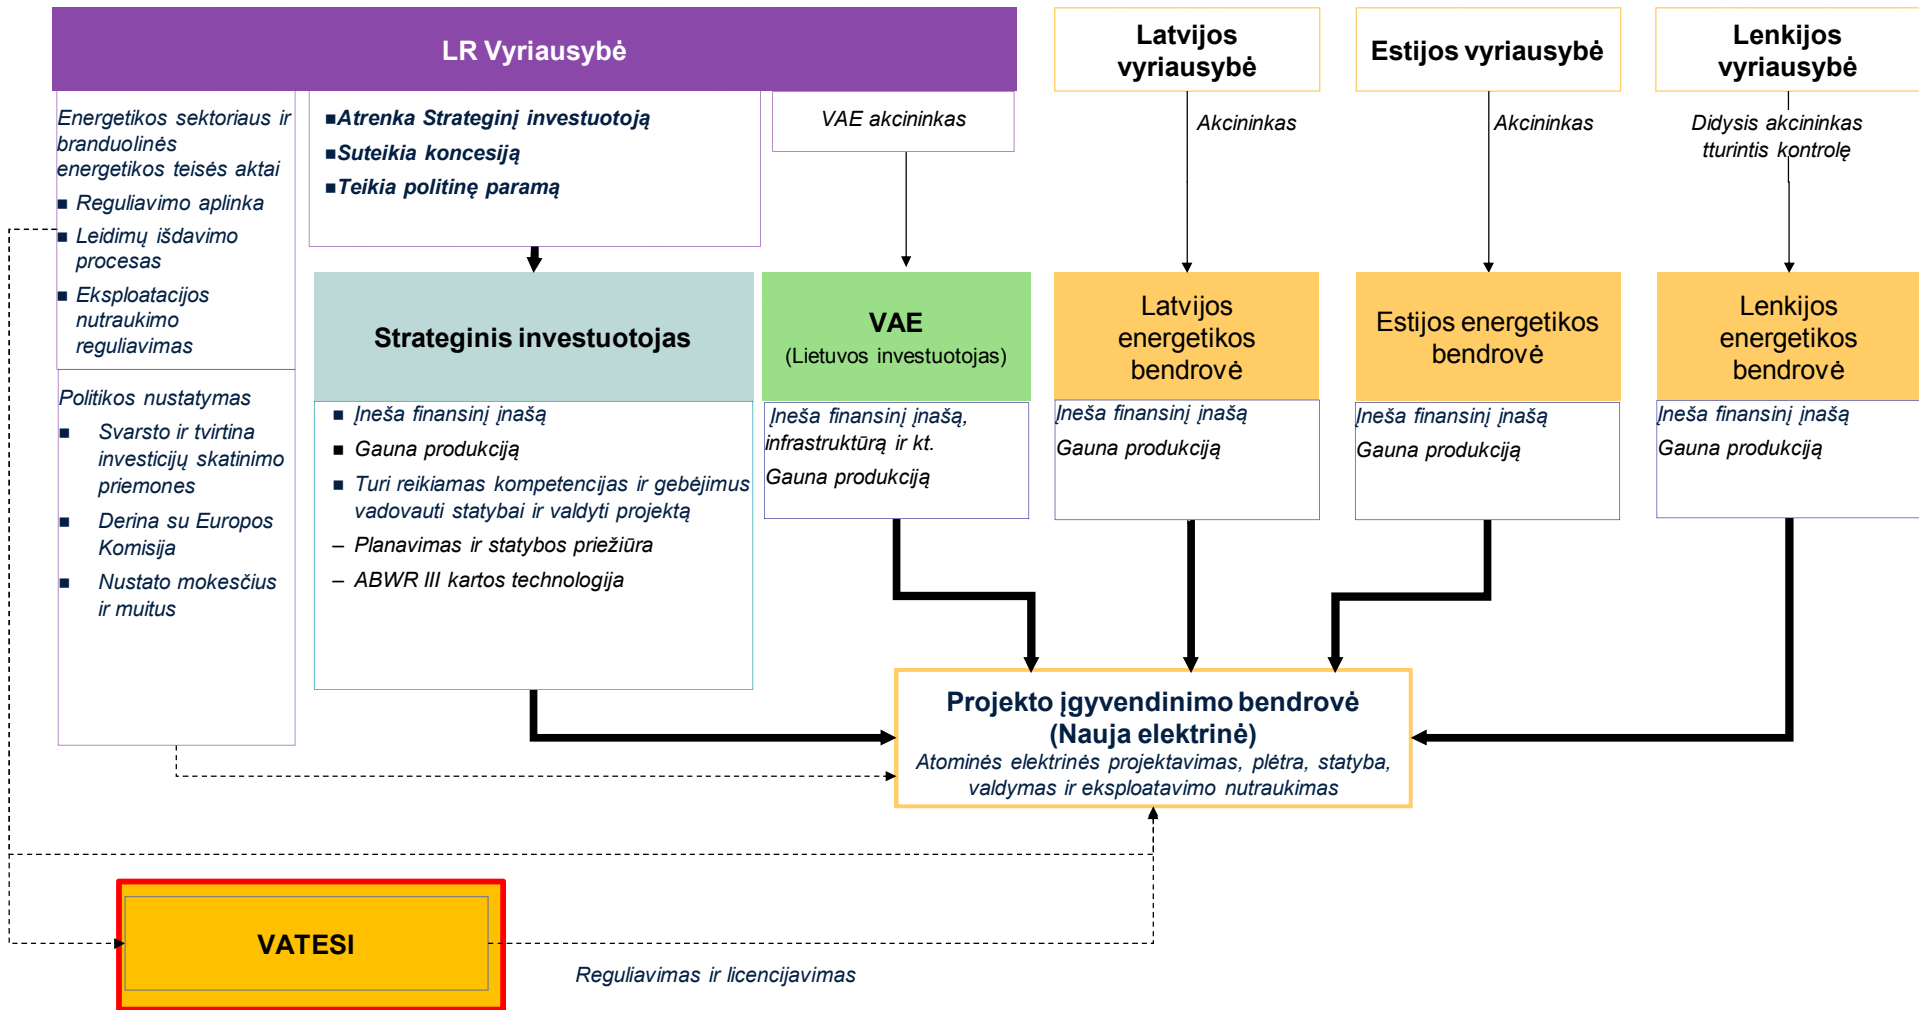 LR Vyriausybė
Latvijos
vyriausybė
Estijos vyriausybė
Lenkijos
vyriausybė
Energetikos sektoriaus ir
branduolinės
energetikos teisės aktai
■ Reguliavimo aplinka
■ Leidimų išdavimo
procesas
■ Eksploatacijos
nutraukimo
reguliavimas
■Atrenka Strateginį investuotoją
■Suteikia koncesiją
■Teikia politinę paramą
VAE akcininkas
Akcininkas
Akcininkas
Didysis akcininkas
tturintis kontrolę
Strateginis investuotojas
VAE
(Lietuvos investuotojas)
Latvijos
energetikos
bendrovė
Estijos energetikos
bendrovė
Lenkijos
energetikos
bendrovė
Politikos nustatymas
■ Svarsto ir tvirtina
investicijų skatinimo
priemones
■ Derina su Europos
Komisija
■ Nustato mokesčius
ir muitus
■ Įneša finansinį įnašą
■ Gauna produkciją
■ Turi reikiamas kompetencijas ir gebėjimus
vadovauti statybai ir valdyti projektą
– Planavimas ir statybos priežiūra
– ABWR III kartos technologija
Įneša finansinį įnašą,
infrastruktūrą ir kt.
Gauna produkciją
Įneša finansinį įnašą
Gauna produkciją
Įneša finansinį įnašą
Gauna produkciją
Įneša finansinį įnašą
Gauna produkciją
Projekto įgyvendinimo bendrovė
(Nauja elektrinė)
Atominės elektrinės projektavimas, plėtra, statyba,
valdymas ir eksploatavimo nutraukimas
VATESI
Reguliavimas ir licencijavimas